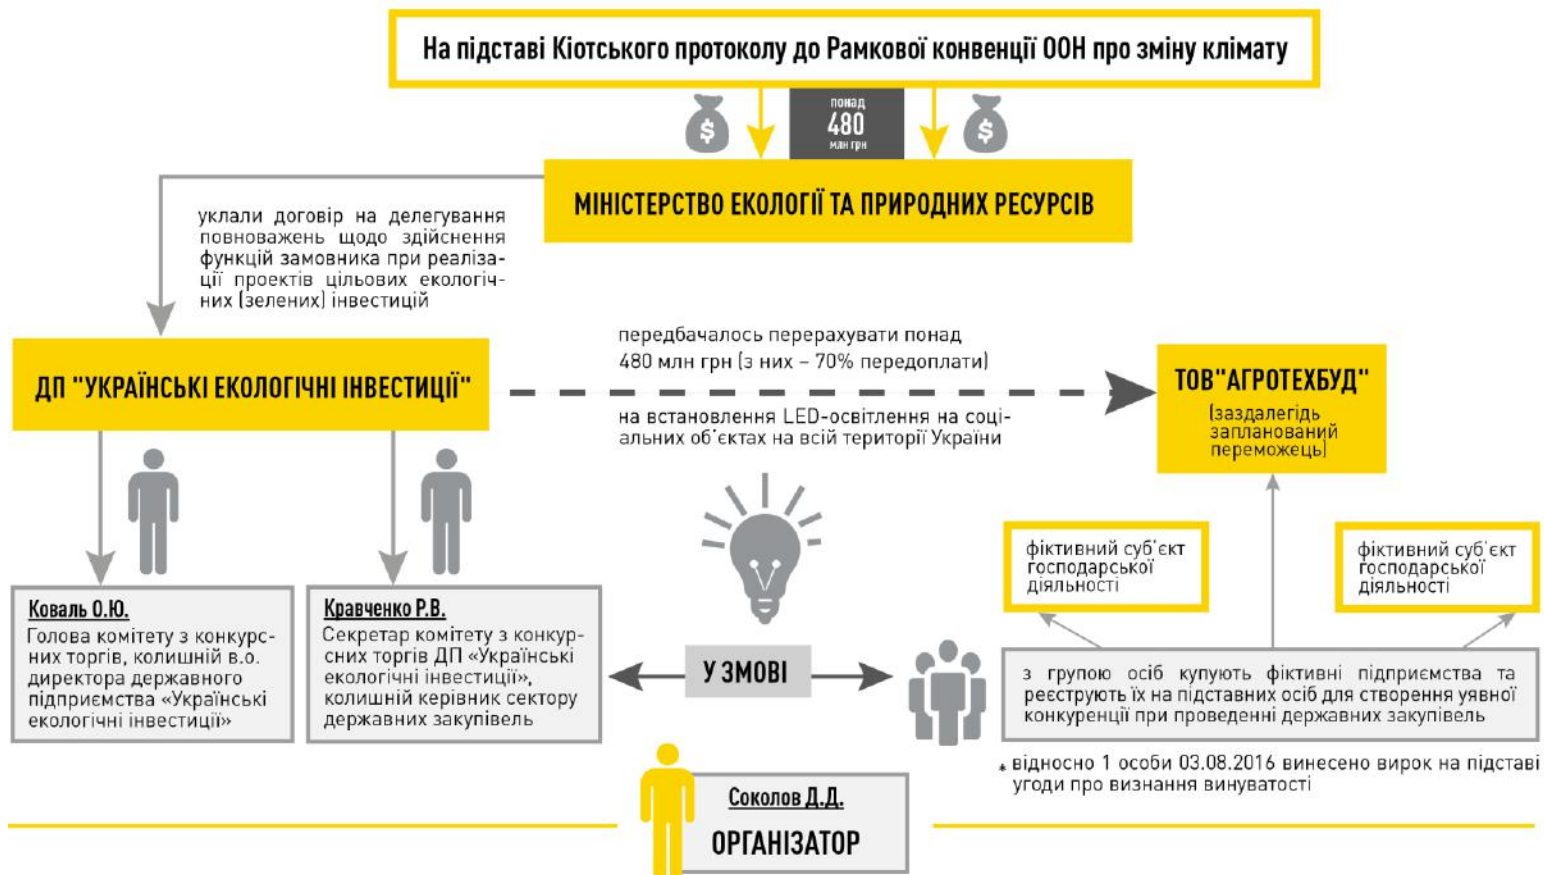 На підставі Кіотського протоколу до Рамкової конвенції ООН про зміну клімату
$
понад
480
млн грн
$
МІНІСТЕРСТВО ЕКОЛОГІЇ ТА ПРИРОДНИХ РЕСУРСІВ
уклали договір на делегування
повноважень щодо здійснення
функцій замовника при реаліза-
ції проектів цільових екологіч-
них (зелених) інвестицій
ДП "УКРАЇНСЬКІ ЕКОЛОГІЧНІ ІНВЕСТИЦІЇ"
передбачалось перерахувати понад
480 млн грн (з них – 70% передоплати)
на встановлення LED-освітлення на соці-
альних об'єктах на всій території України
ТОВ"АГРОТЕХБУД"
(заздалегідь
запланований
переможець)
фіктивний суб'єкт
господарської
діяльності
фіктивний суб'єкт
господарської
діяльності
Коваль О.Ю.
Голова комітету з конкурс-
них торгів, колишній в.о.
директора державного
підприємства «Українські
екологічні інвестиції»
Кравченко Р.В.
Секретар комітету з конкур-
сних торгів ДП «Українські
екологічні інвестиції»,
колишній керівник сектору
державних закупівель
У ЗМОВІ
з групою осіб купують фіктивні підприємства та
реєструють їх на підставних осіб для створення уявної
конкуренції при проведенні державних закупівель
* відносно 1 особи 03.08.2016 винесено вирок на підставі
угоди про визнання винуватості
Соколов Д.Д.
ОРГАНІЗАТОР